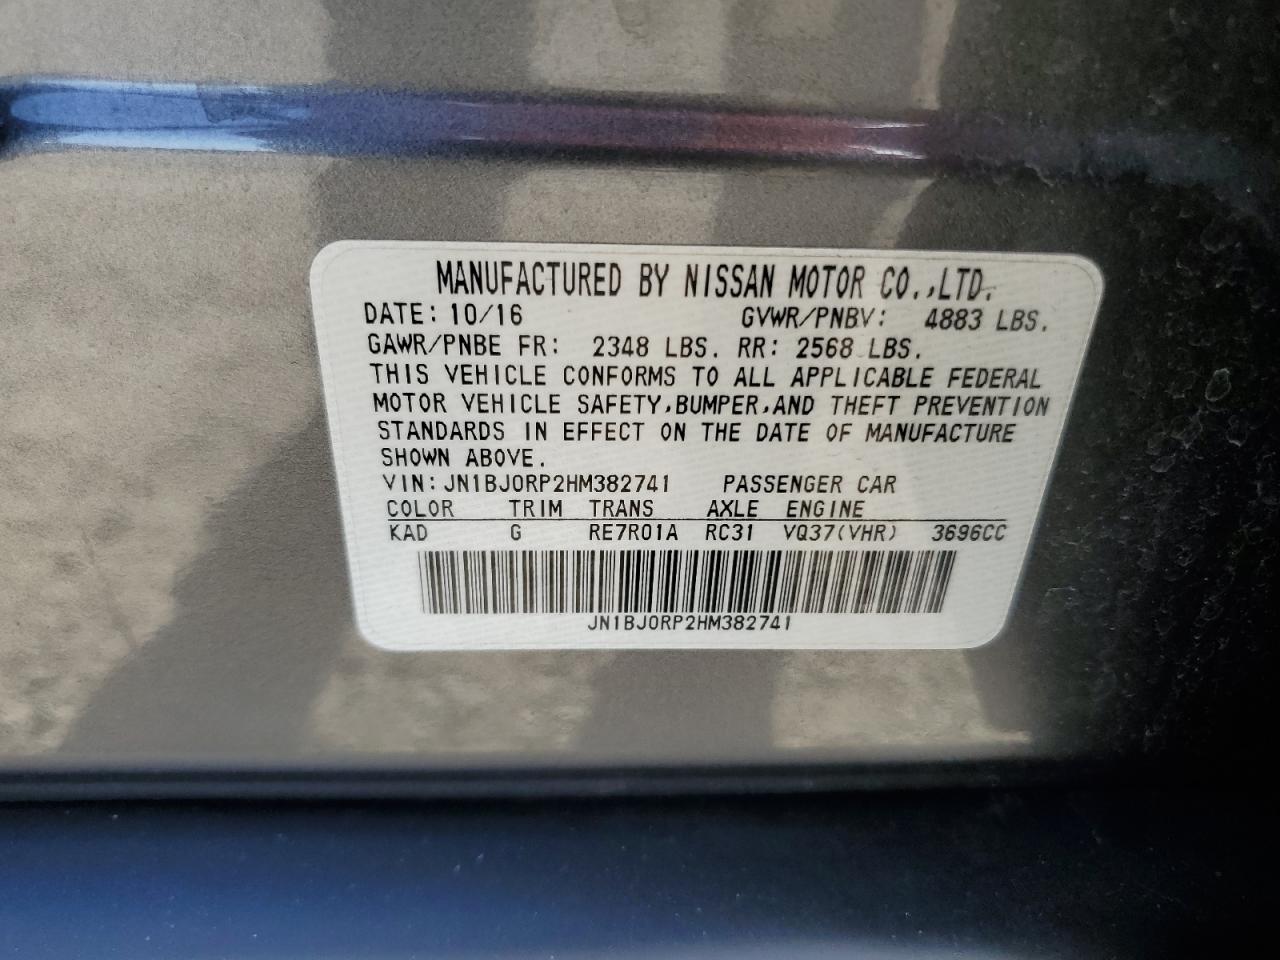 MANUFACTURED BY NISSAN MOTOR CO.,LTD.
DATE: 10/16 GVWR/PNBV: 4883 LBS.
GAWR/PNBE FR: 2348 LBS. RR: 2568 LBS.
THIS VEHICLE CONFORMS TO ALL APPLICABLE FEDERAL
MOTOR VEHICLE SAFETY,BUMPER,AND THEFT PREVENTION
STANDARDS IN EFFECT ON THE DATE OF MANUFACTURE
SHOWN ABOVE.
VIN: JN1BJ0RP2HM382741 PASSENGER CAR
COLOR TRIM TRANS AXLE ENGINE
KAD G RE7R01A RC31 VQ37(VHR) 3696CC
JN1BJ0RP2HM382741